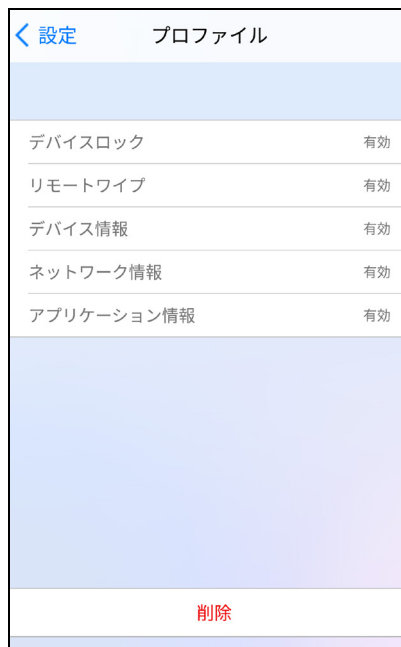 設定 プロファイル
デバイスロック 有効
リモートワイプ 有効
デバイス情報 有効
ネットワーク情報 有効
アプリケーション情報 有効
削除